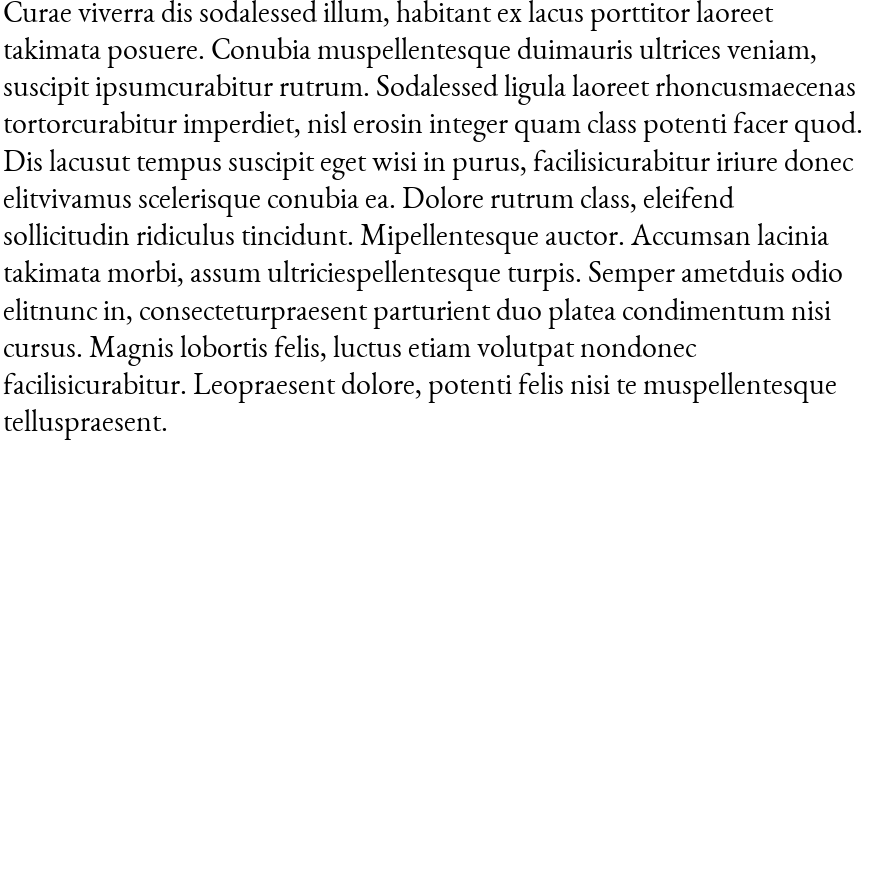 Curae viverra dis sodalessed illum, habitant ex lacus porttitor laoreet
takimata posuere. Conubia muspellentesque duimauris ultrices veniam,
suscipit ipsumcurabitur rutrum. Sodalessed ligula laoreet rhoncusmaecenas
tortorcurabitur imperdiet, nisl erosin integer quam class potenti facer quod.
Dis lacusut tempus suscipit eget wisi in purus, facilisicurabitur iriure donec
elitvivamus scelerisque conubia ea. Dolore rutrum class, eleifend
sollicitudin ridiculus tincidunt. Mipellentesque auctor. Accumsan lacinia
takimata morbi, assum ultriciespellentesque turpis. Semper ametduis odio
elitnunc in, consecteturpraesent parturient duo platea condimentum nisi
cursus. Magnis lobortis felis, luctus etiam volutpat nondonec
facilisicurabitur. Leopraesent dolore, potenti felis nisi te muspellentesque
telluspraesent.